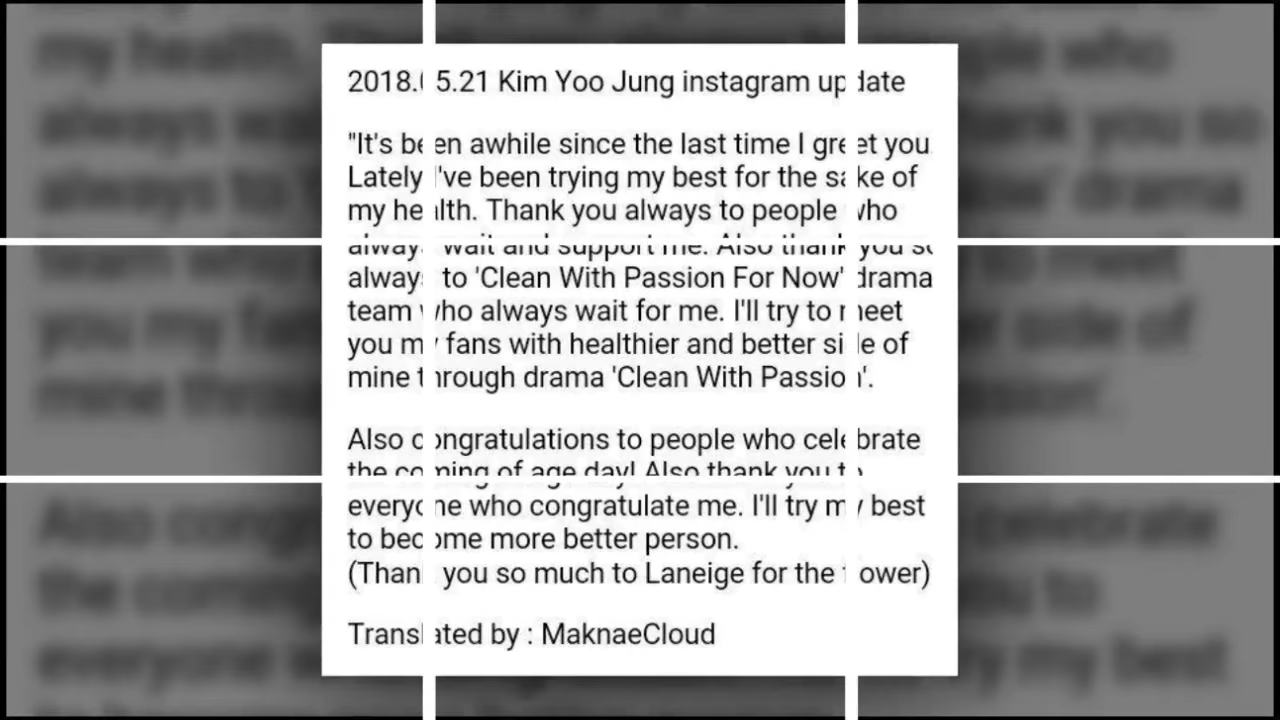 2018.05.21 Kim Yoo Jung instagram update
"It's been awhile since the last time I greet you
Lately I've been trying my best for the sake of
my health. Thank you always to people who
always wait and support me. Also thank you so
always to 'Clean With Passion For Now' drama
team who always wait for me. I'll try to meet
you my fans with healthier and better side of
mine through drama 'Clean With Passion'.
Also congratulations to people who celebrate
the coming of age day! Also thank you to
everyone who congratulate me. I'll try my best
to become more better person.
(Thank you so much to Laneige for the flower)
Translated by : MaknaeCloud